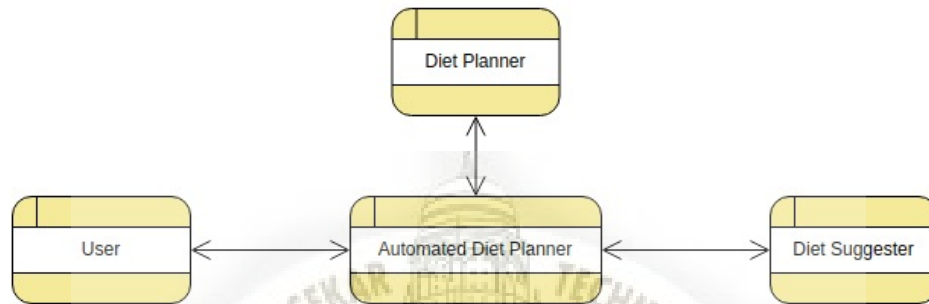 Diet Planner
User
Automated Diet Planner
Diet Suggester